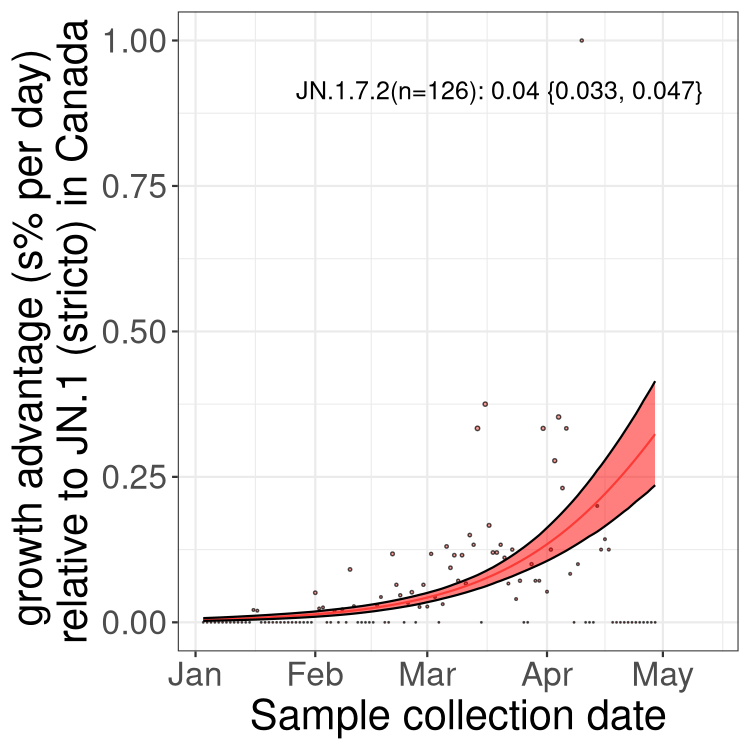 growth advantage (s% per day)
relative to JN.1 (stricto) in Canada
1.00
0.75
0.50
0.25
0.00
JN.1.7.2(n=126): 0.04 {0.033, 0.047}
Jan Feb Mar Apr May
Sample collection date